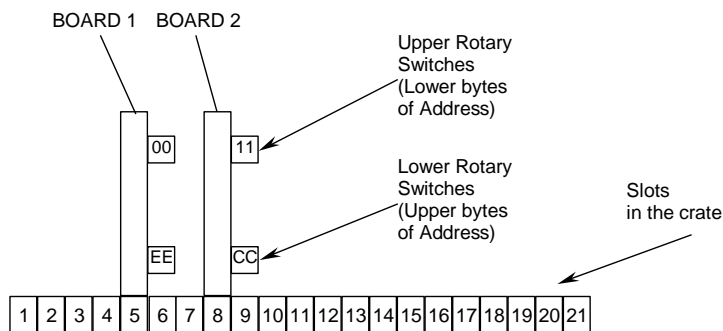 BOARD 1 BOARD 2
Upper Rotary
Switches
(Lower bytes
of Address)
00 11
Lower Rotary
Switches
(Upper bytes
of Address)
Slots
in the crate
EE CC
1 2 3 4 5 6 7 8 9 10 11 12 13 14 15 16 17 18 19 20 21